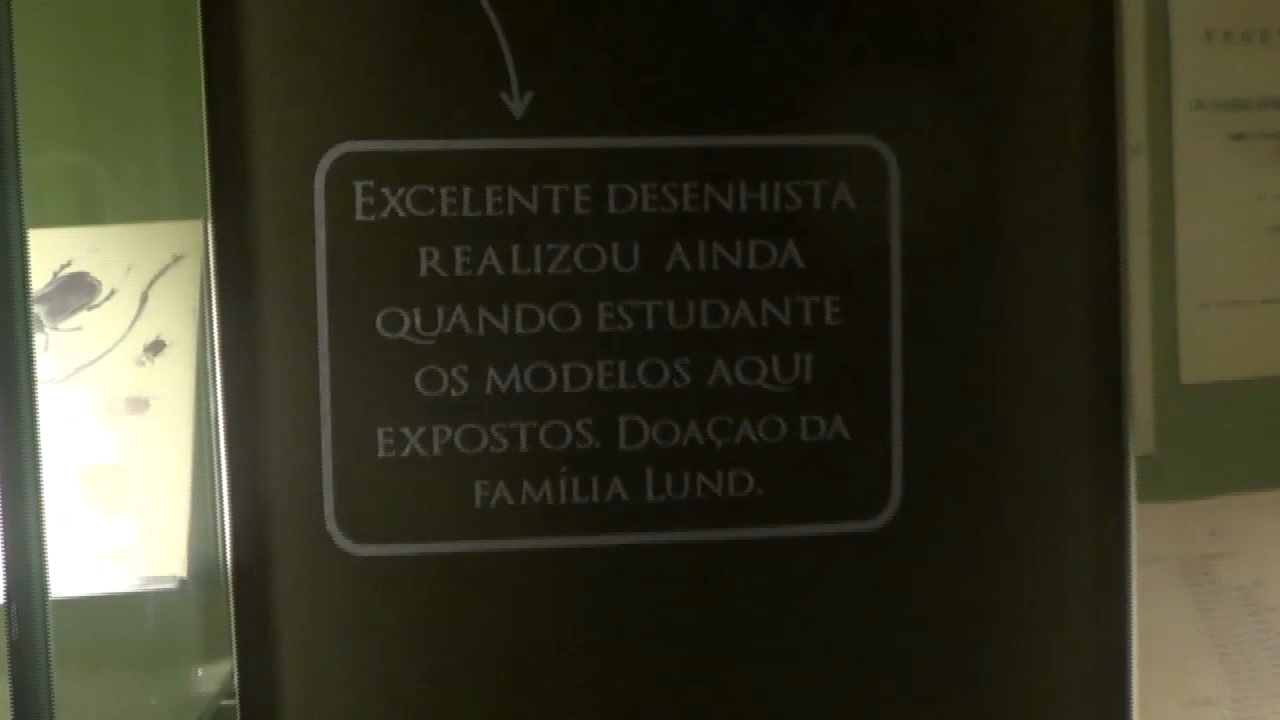 Excelente desenhista
realizou ainda
quando estudante
os modelos aqui
expostos. Doaçao da
família Lund.